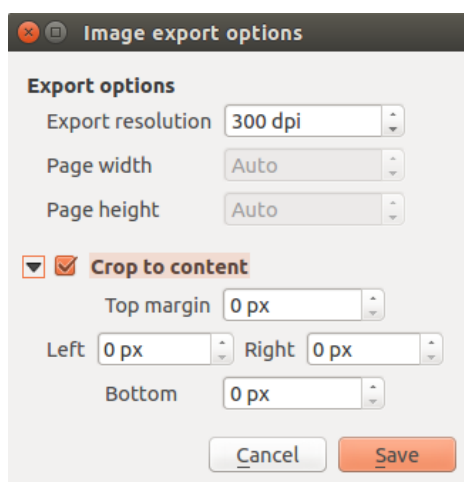 Image export options
Export options
Export resolution 300 dpi
Page width Auto
Page height Auto
Crop to content
Top margin 0 px
Left 0 px Right 0 px
Bottom 0 px
Cancel Save